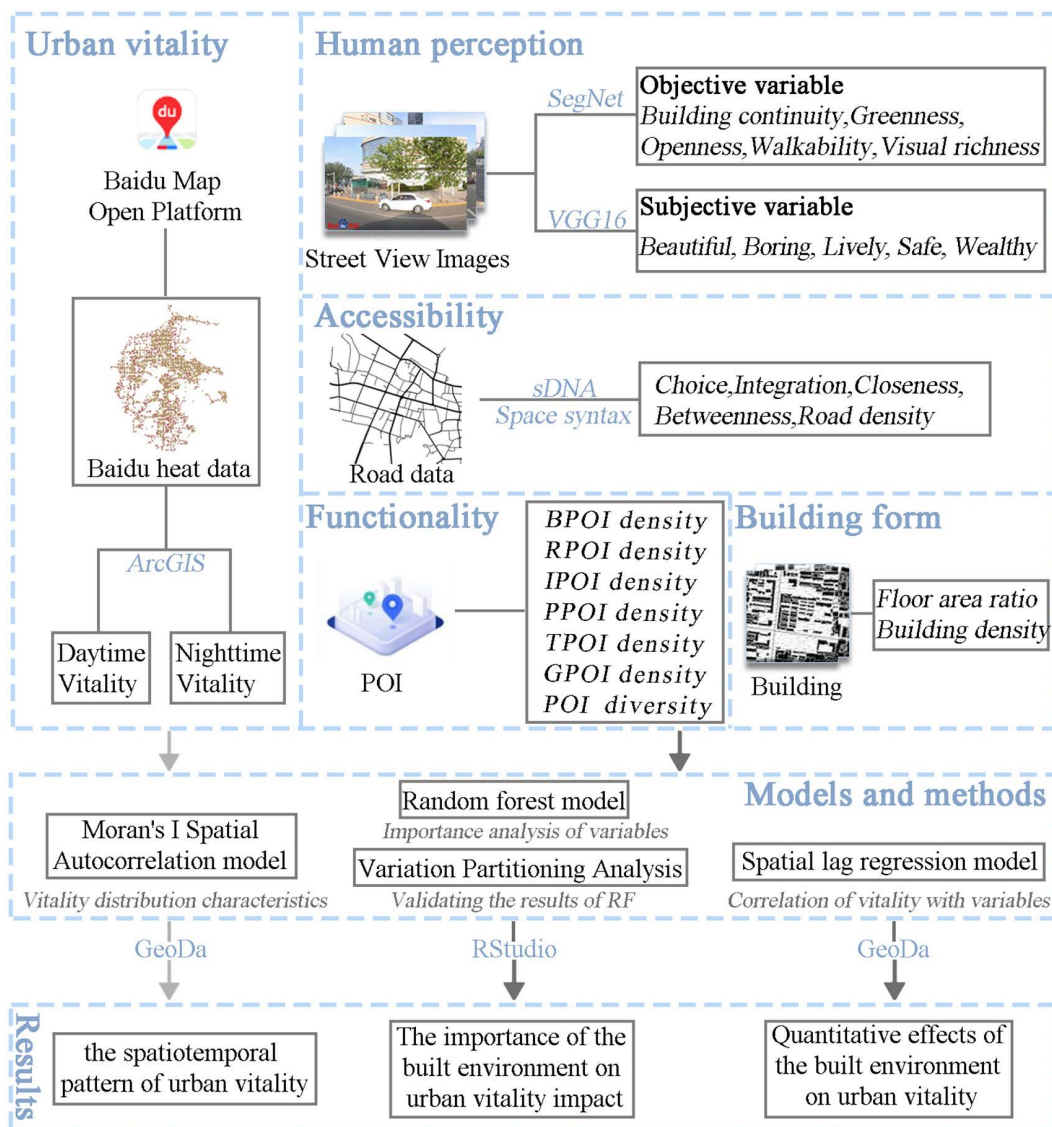 Urban vitality
du
Baidu Map
Open Platform
Baidu heat data
ArcGIS
Daytime
Vitality
Nighttime
Vitality
Human perception
Street View Images
SegNet
Objective variable
Building continuity,Greenness,
Openness,Walkability,Visual richness
VGG16
Subjective variable
Beautiful, Boring, Lively, Safe, Wealthy
Accessibility
Road data
sDNA
Space syntax
Choice,Integration,Closeness,
Betweenness,Road density
Functionality
POI
BPOI density
RPOI density
IPOI density
PPOI density
TPOI density
GPOI density
POI diversity
Building form
Building
Floor area ratio
Building density
Models and methods
Moran's I Spatial
Autocorrelation model
Vitality distribution characteristics
Random forest model
Importance analysis of variables
Variation Partitioning Analysis
Validating the results of RF
Spatial lag regression model
Correlation of vitality with variables
GeoDa
RStudio
GeoDa
Results
the spatiotemporal
pattern of urban vitality
The importance of the
built environment on
urban vitality impact
Quantitative effects of
the built environment
on urban vitality